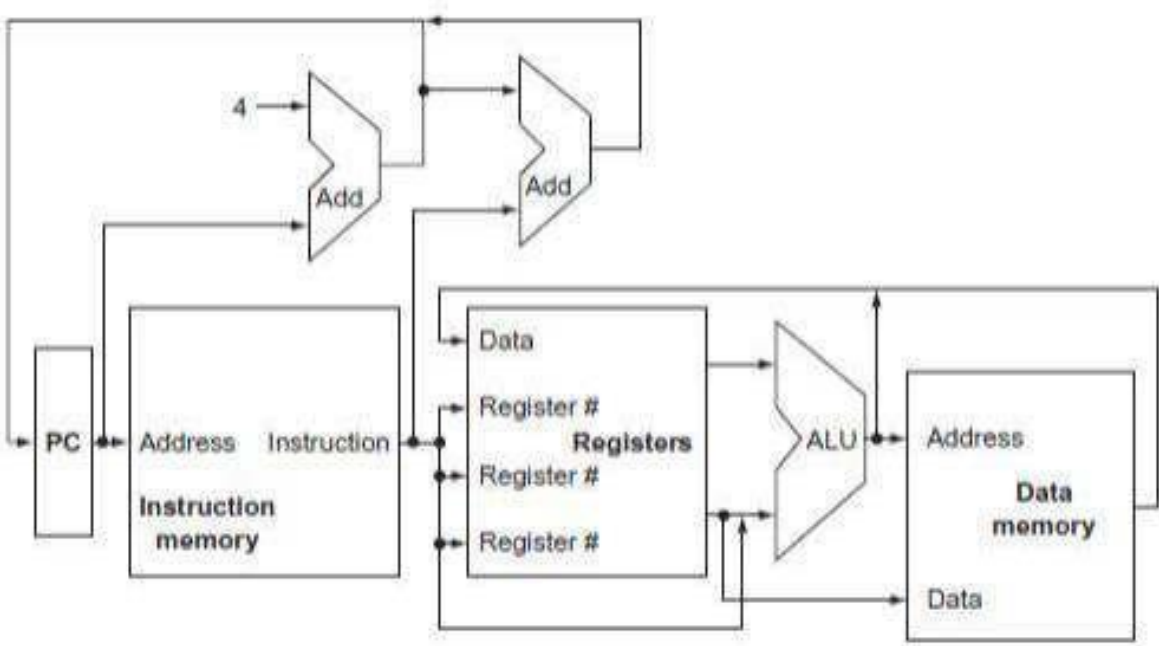 4
Add
Add
PC
Address
Instruction
Instruction
memory
Data
Register #
Registers
Register #
Register #
ALU
Address
Data
memory
Data